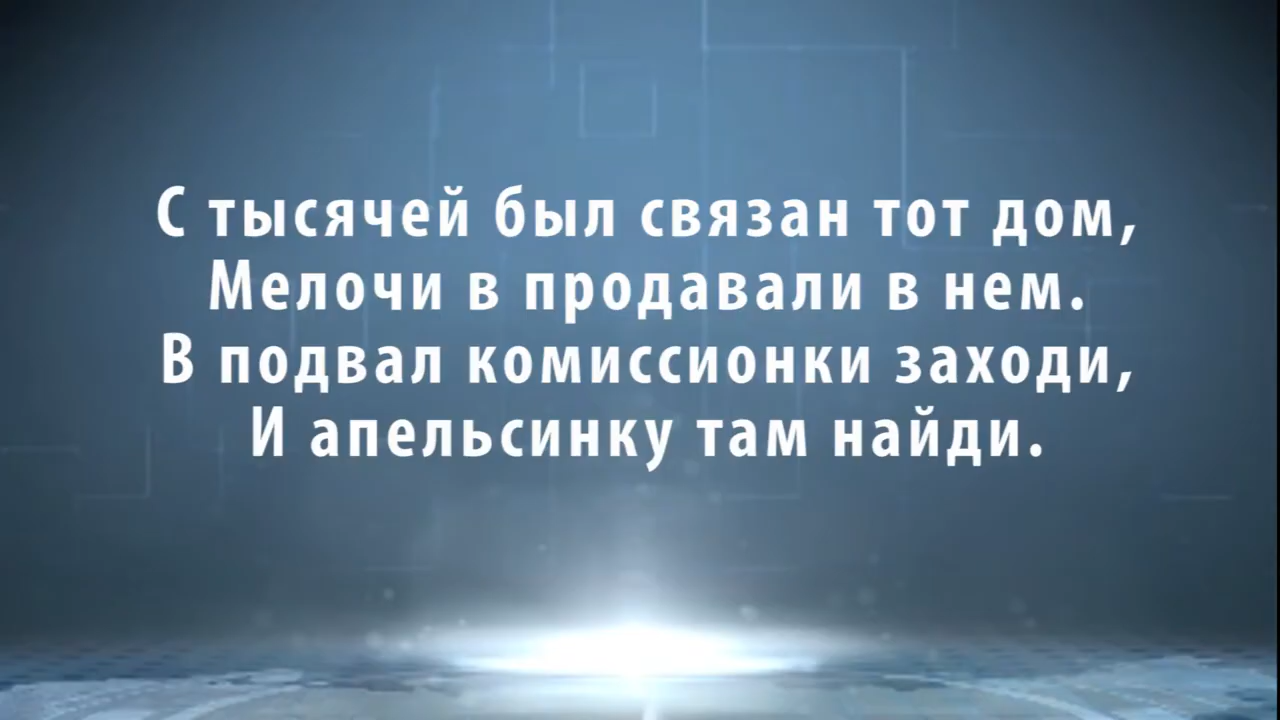 С тысячей был связан тот дом,
Мелочи в продавали в нем.
В подвал комиссионки заходи,
И апельсинку там найди.